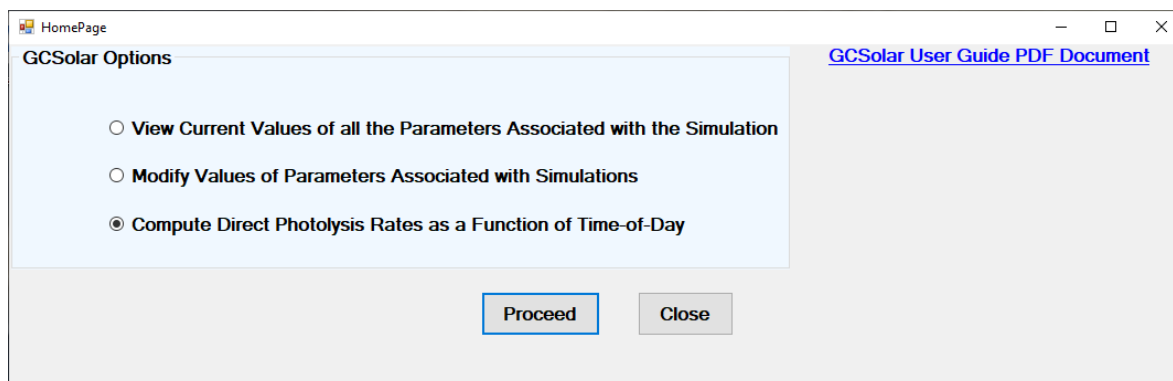 HomePage
GCSolar Options
GCSolar User Guide PDF Document
View Current Values of all the Parameters Associated with the Simulation
Modify Values of Parameters Associated with Simulations
Compute Direct Photolysis Rates as a Function of Time-of-Day
Proceed
Close